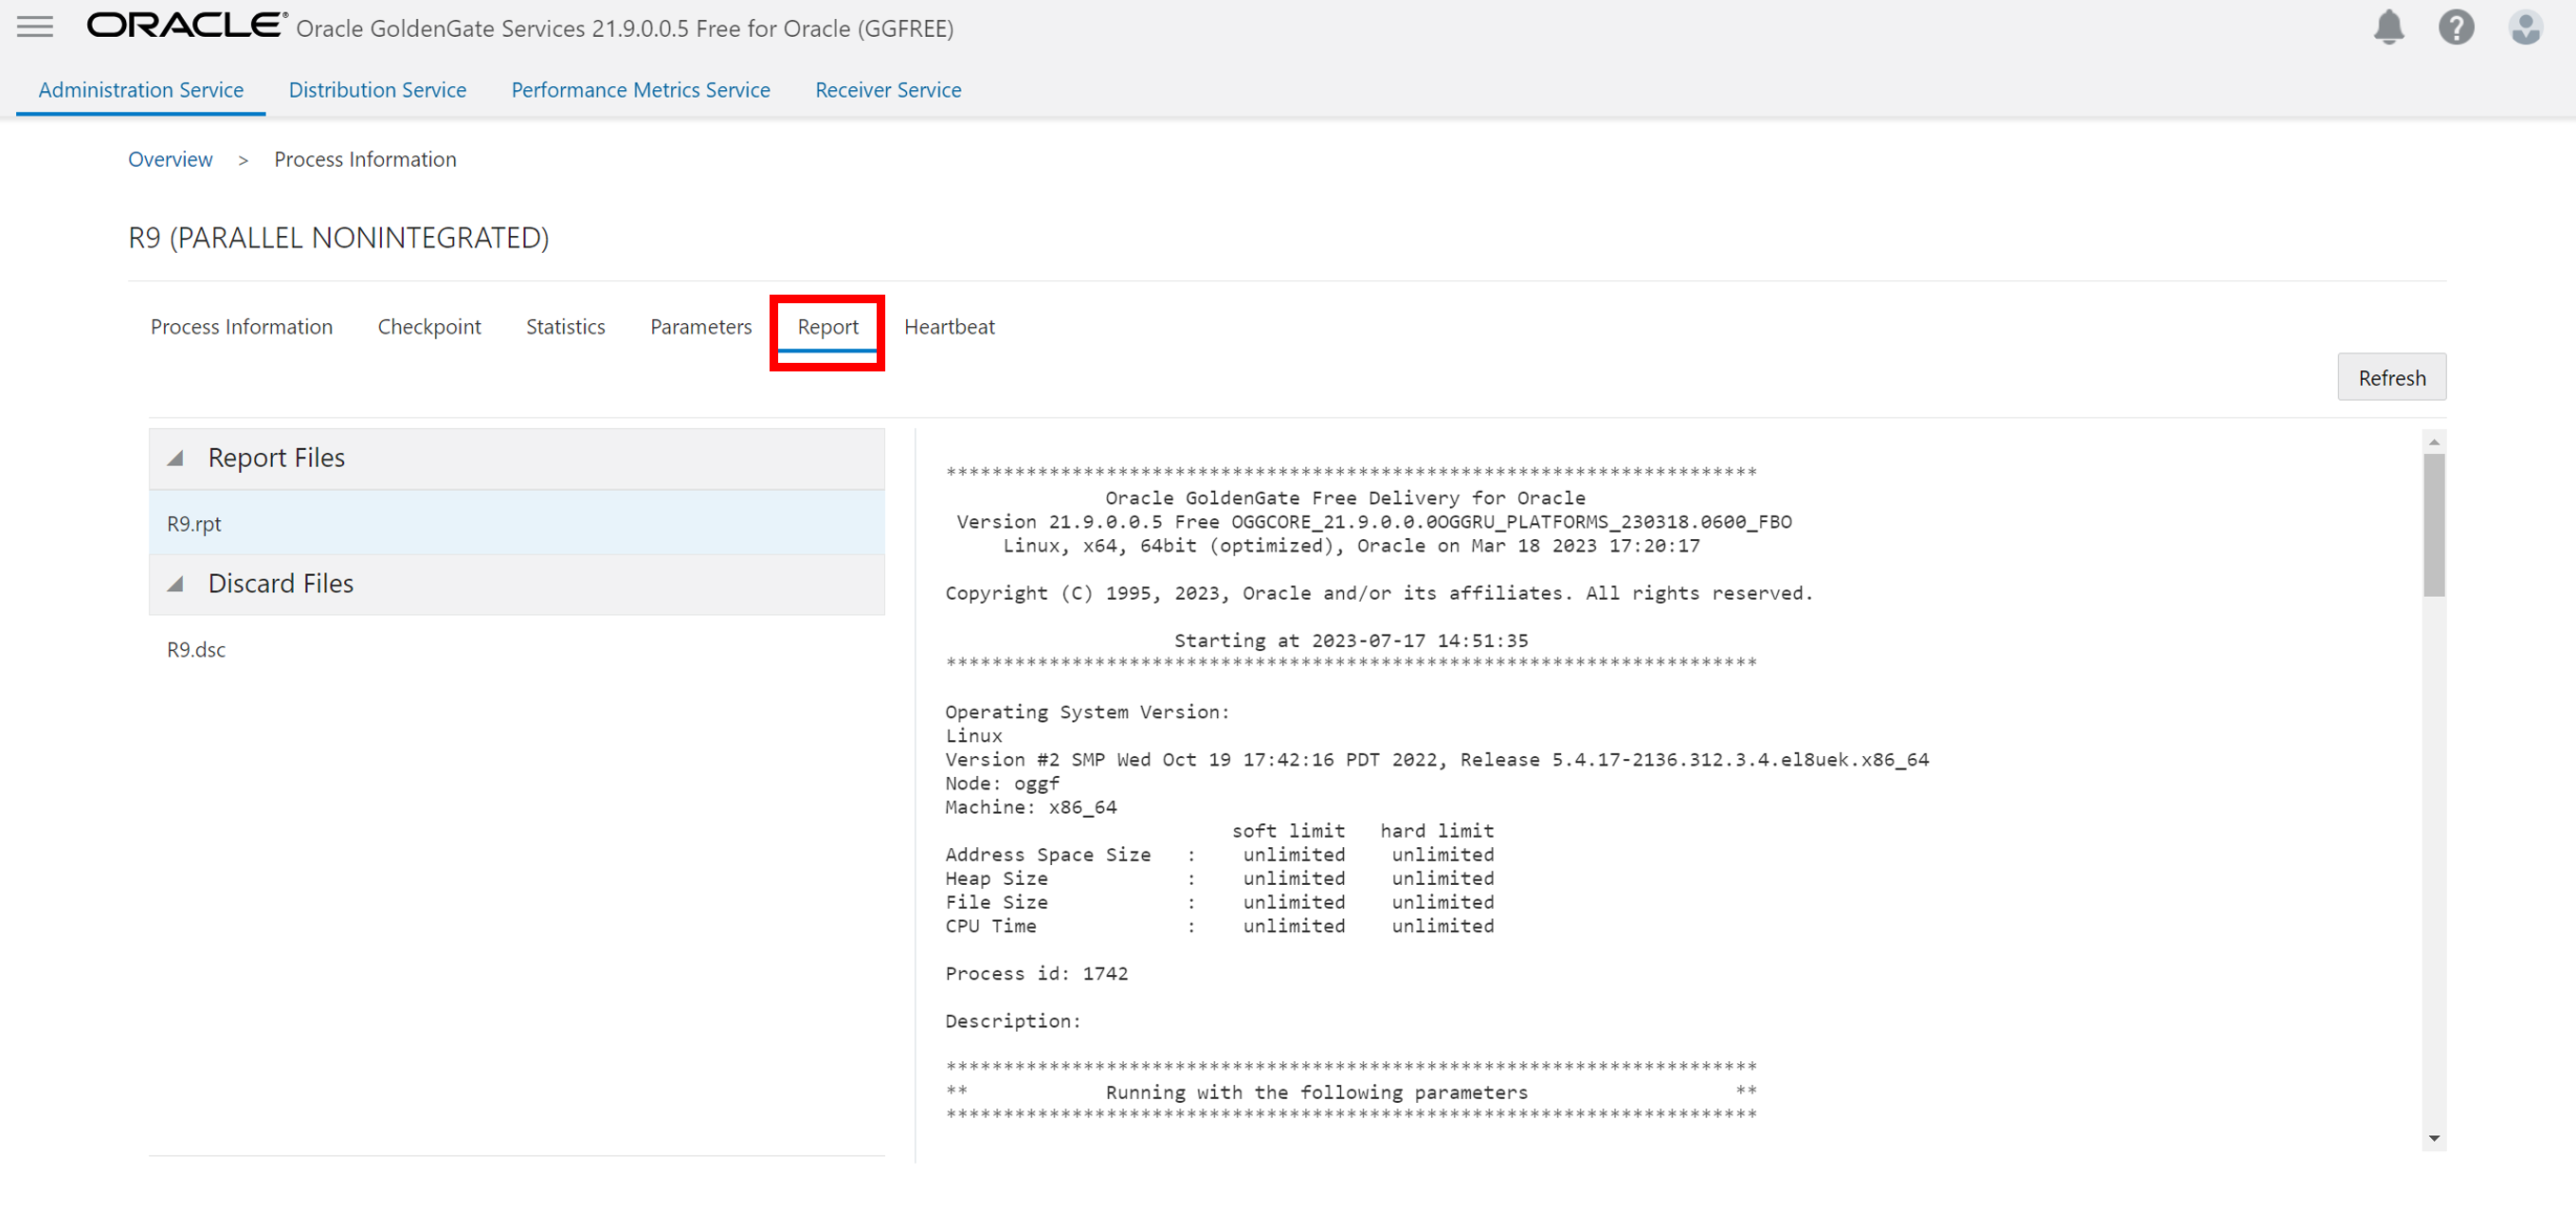 ORACLE® Oracle GoldenGate Services 21.9.0.0.5 Free for Oracle (GGFREE)
Administration Service Distribution Service Performance Metrics Service Receiver Service
Overview > Process Information
R9 (PARALLEL NONINTEGRATED)
Process Information Checkpoint Statistics Parameters Report Heartbeat
Refresh
Report Files
R9.rpt
Discard Files
R9.dsc
***********************************************************************
Oracle GoldenGate Free Delivery for Oracle
Version 21.9.0.0.5 Free OGGCORE_21.9.0.0.0OGGRU_PLATFORMS_230318.0600_FBO
Linux, x64, 64bit (optimized), Oracle on Mar 18 2023 17:20:17
Copyright (C) 1995, 2023, Oracle and/or its affiliates. All rights reserved.
Starting at 2023-07-17 14:51:35
***********************************************************************
Operating System Version:
Linux
Version #2 SMP Wed Oct 19 17:42:16 PDT 2022, Release 5.4.17-2136.312.3.4.el8uek.x86_64
Node: oggf
Machine: x86_64
soft limit hard limit
Address Space Size : unlimited unlimited
Heap Size : unlimited unlimited
File Size : unlimited unlimited
CPU Time : unlimited unlimited
Process id: 1742
Description:
***********************************************************************
** Running with the following parameters **
***********************************************************************